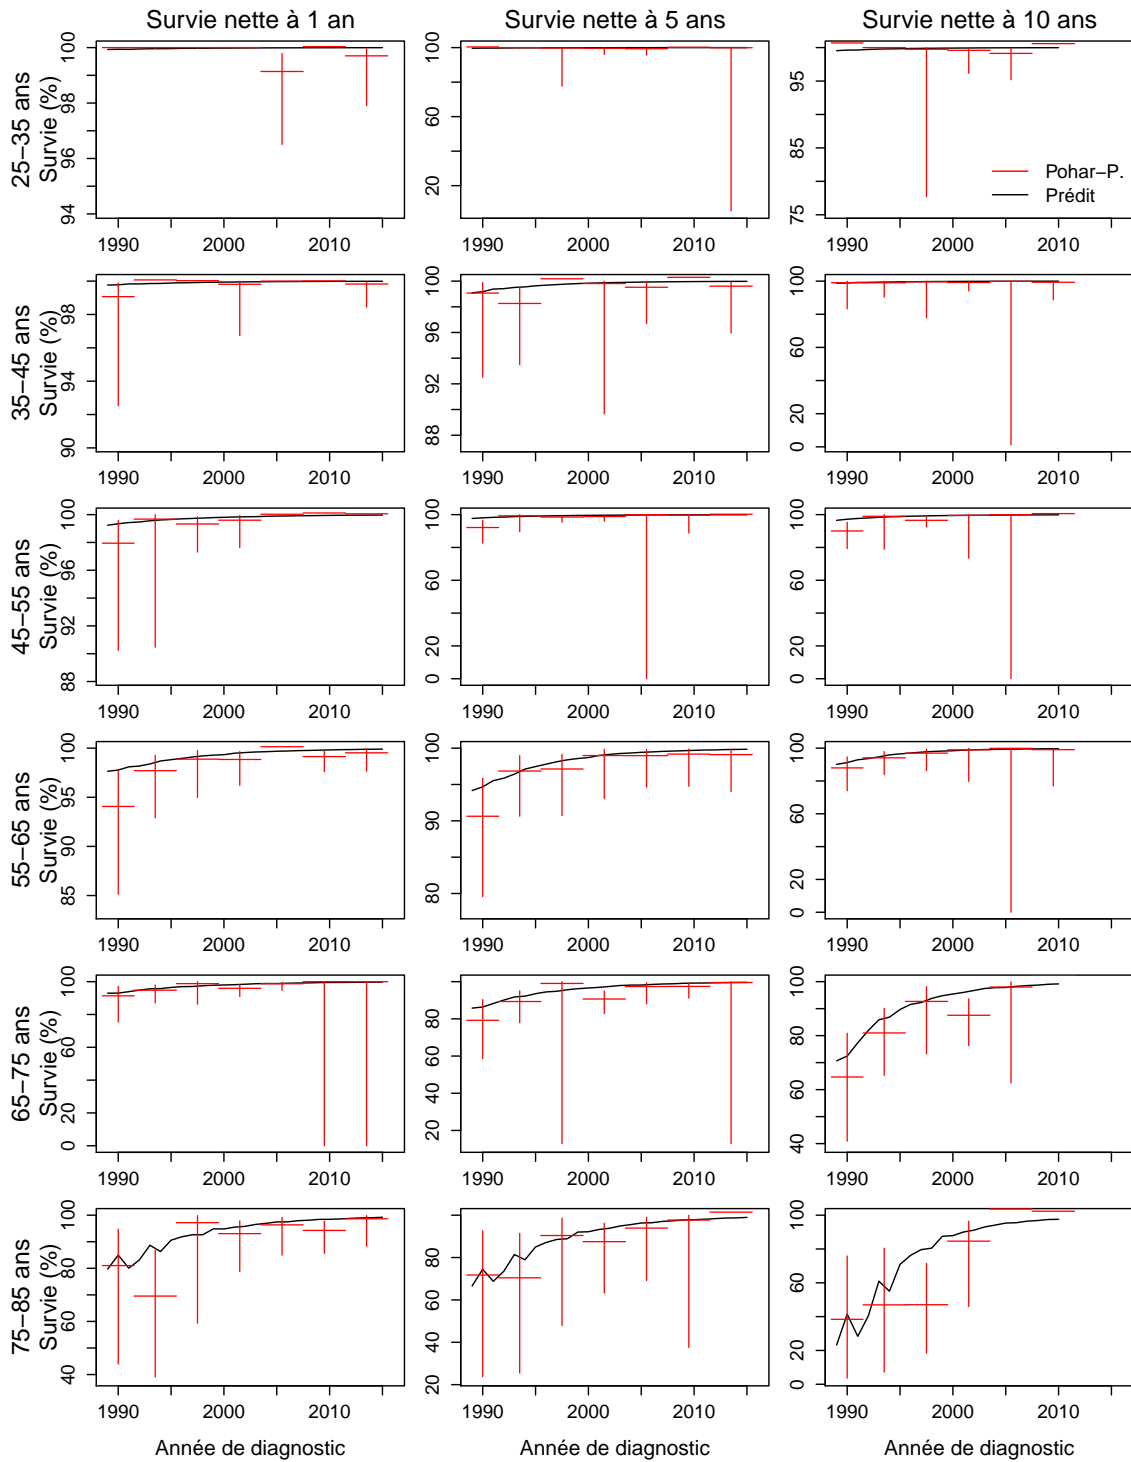 Survie nette à 1 an
Survie nette à 5 ans
Survie nette à 10 ans
25−35 ans
Survie (%)
94 96 98 100
1990 2000 2010
20 60 100
1990 2000 2010
75 85 95
1990 2000 2010
Pohar−P.
Prédit
35−45 ans
Survie (%)
90 94 98
1990 2000 2010
88 92 96 100
1990 2000 2010
0 20 60 100
1990 2000 2010
45−55 ans
Survie (%)
88 92 96 100
1990 2000 2010
0 20 60 100
1990 2000 2010
0 20 60 100
1990 2000 2010
55−65 ans
Survie (%)
85 90 95 100
1990 2000 2010
80 90 100
1990 2000 2010
0 20 60 100
1990 2000 2010
65−75 ans
Survie (%)
0 20 60 100
1990 2000 2010
20 40 60 80
1990 2000 2010
40 60 80 100
1990 2000 2010
75−85 ans
Survie (%)
40 60 80 100
1990 2000 2010
20 40 60 80
1990 2000 2010
0 20 40 60 80 100
1990 2000 2010
Année de diagnostic
Année de diagnostic
Année de diagnostic